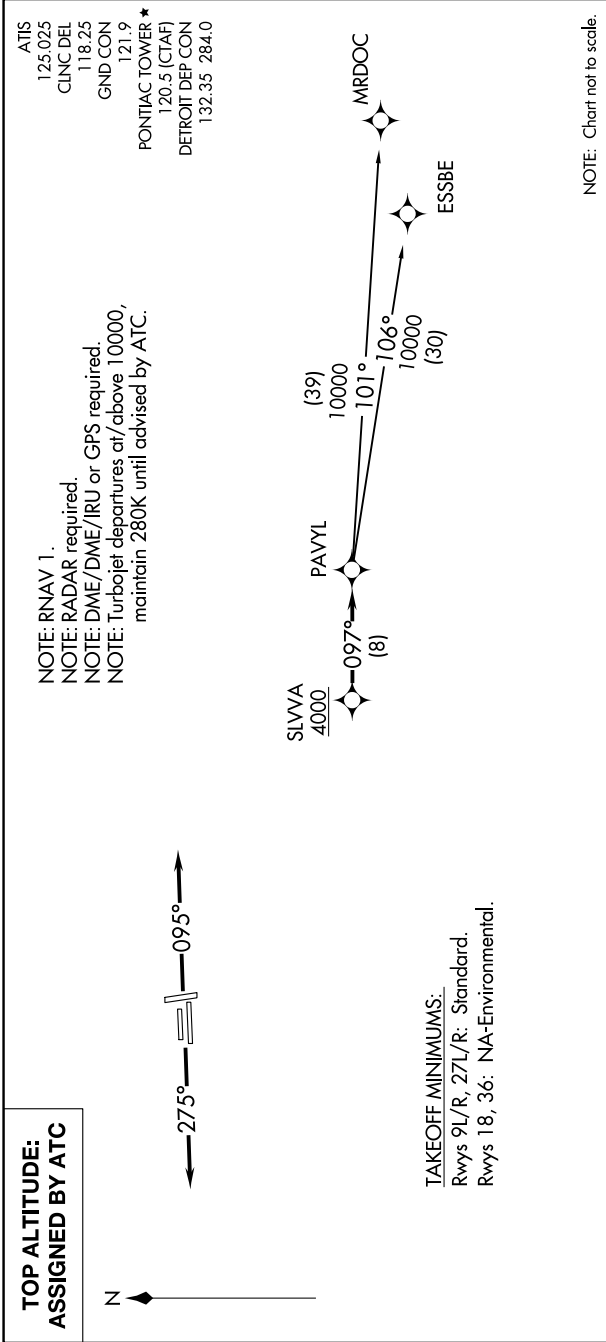 TOP ALTITUDE:
ASSIGNED BY ATC
N
NOTE: RNAV 1.
NOTE: RADAR required.
NOTE: DME/DME/IRU or GPS required.
NOTE: Turbojet departures at/above 10000,
maintain 280K until advised by ATC.
ATIS
125.025
CLNC DEL
118.25
GND CON
121.9
PONTIAC TOWER ★
120.5 (CTAF)
DETROIT DEP CON
132.35 284.0
275°
095°
SLVVA
4000
097°
(8)
PAVYL
(39)
10000
101°
106°
10000
(30)
MRDOC
ESSBE
TAKEOFF MINIMUMS:
Rwys 9L/R, 27L/R: Standard.
Rwys 18, 36: NA-Environmental.
NOTE: Chart not to scale.